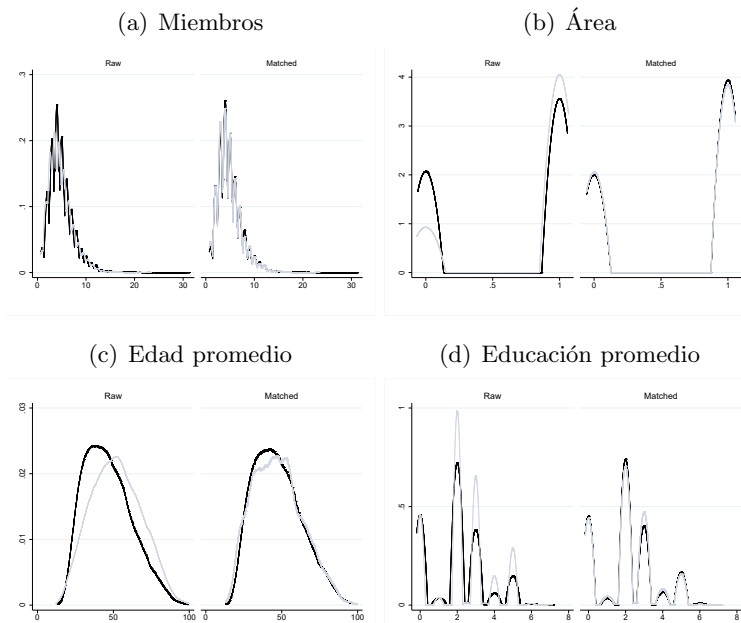 (a) Miembros
Raw Matched
.3
.2
.1
0
0 10 20 30 0 10 20 30
(b) Área
Raw Matched
4
3
2
1
0
0 .5 1 0 .5 1
(c) Edad promedio
Raw Matched
.03
.02
.01
0
0 50 100 0 50 100
(d) Educación promedio
Raw Matched
1
.5
0
0 2 4 6 8 0 2 4 6 8